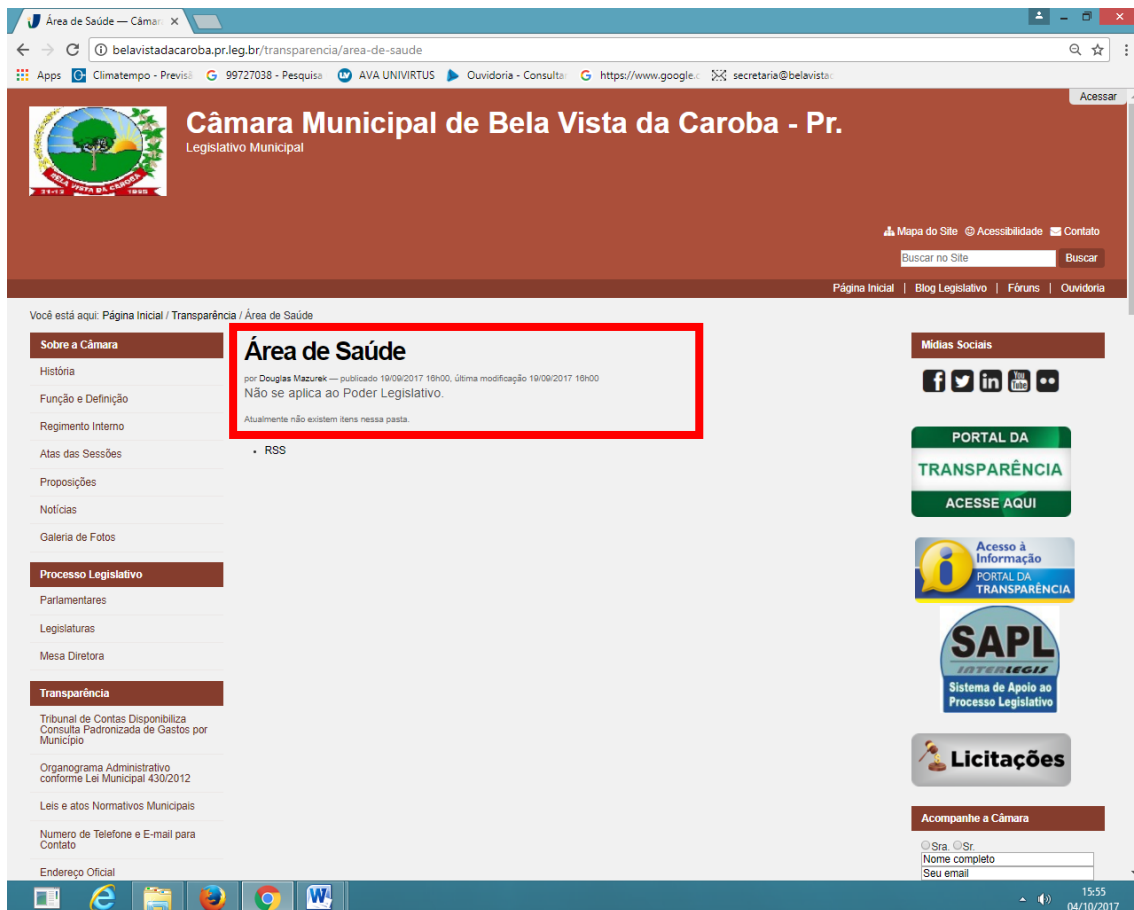 Área de Saúde — Câmar
belavistadacaroba.pr.leg.br/transparencia/area-de-saude
Apps Climatempo - Previsã 99727038 - Pesquisa AVA UNIVIRTUS Ouvidoria - Consulta https://www.google.c secretaria@belavista
Acessar
Câmara Municipal de Bela Vista da Caroba - Pr.
Legislativo Municipal
BELA VISTA DA CAROBA
Mapa do Site Acessibilidade Contato
Buscar no Site Buscar
Página Inicial | Blog Legislativo | Fóruns | Ouvidoria
Você está aqui: Página Inicial / Transparência / Área de Saúde
Sobre a Câmara
História
Função e Definição
Regimento Interno
Atas das Sessões
Proposições
Notícias
Galeria de Fotos
Processo Legislativo
Parlamentares
Legislaturas
Mesa Diretora
Transparência
Tribunal de Contas Disponibiliza
Consulta Padronizada de Gastos por
Município
Organograma Administrativo
conforme Lei Municipal 430/2012
Leis e atos Normativos Municipais
Numero de Telefone e E-mail para
Contato
Endereço Oficial
Área de Saúde
por Douglas Mazurek — publicado 19/09/2017 16h00, última modificação 19/09/2017 16h00
Não se aplica ao Poder Legislativo.
Atualmente não existem itens nessa pasta.
RSS
Mídias Sociais
You Tube
PORTAL DA
TRANSPARÊNCIA
ACESSE AQUI
Acesso à
Informação
PORTAL DA
TRANSPARÊNCIA
SAPL
INTERLEGIS
Sistema de Apoio ao
Processo Legislativo
Licitações
Acompanhe a Câmara
Sra. Sr.
Nome completo
Seu email
15:55
04/10/2017